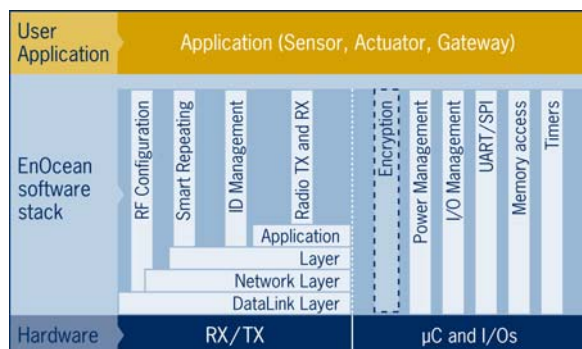 User
Application
Application (Sensor, Actuator, Gateway)
EnOcean
software
stack
RF Configuration
Smart Repeating
ID Management
Radio TX and RX
Encryption
Power Management
I/O Management
UART/SPI
Memory access
Timers
Application
Layer
Network Layer
DataLink Layer
Hardware
RX/TX
µC and I/Os